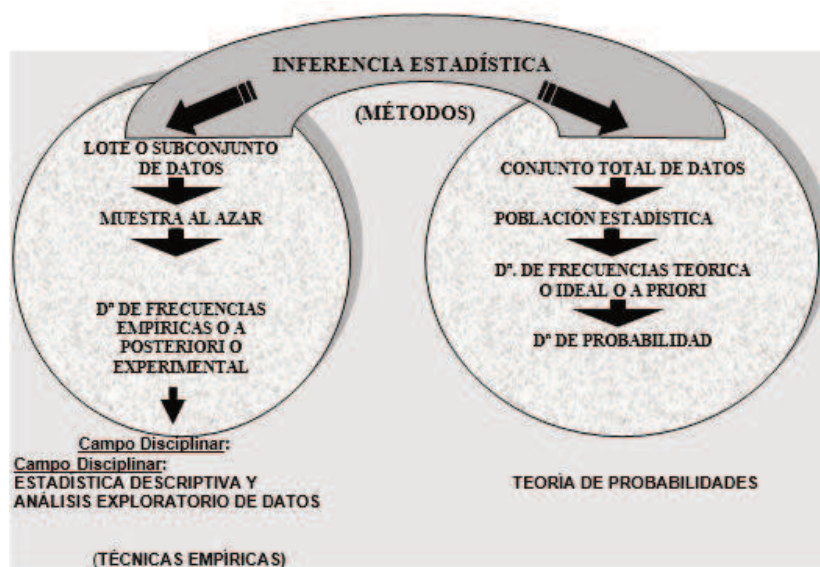 INFERENCIA ESTADÍSTICA
(MÉTODOS)
LOTE O SUBCONJUNTO
DE DATOS
MUESTRA AL AZAR
Dª DE FRECUENCIAS
EMPÍRICAS O A
POSTERIORI O
EXPERIMENTAL
Campo Disciplinar:
Campo Disciplinar:
ESTADÍSTICA DESCRIPTIVA Y
ANÁLISIS EXPLORATORIO DE DATOS
(TÉCNICAS EMPÍRICAS)
CONJUNTO TOTAL DE DATOS
POBLACIÓN ESTADÍSTICA
Dª. DE FRECUENCIAS TEÓRICA
O IDEAL O A PRIORI
Dª DE PROBABILIDAD
TEORÍA DE PROBABILIDADES